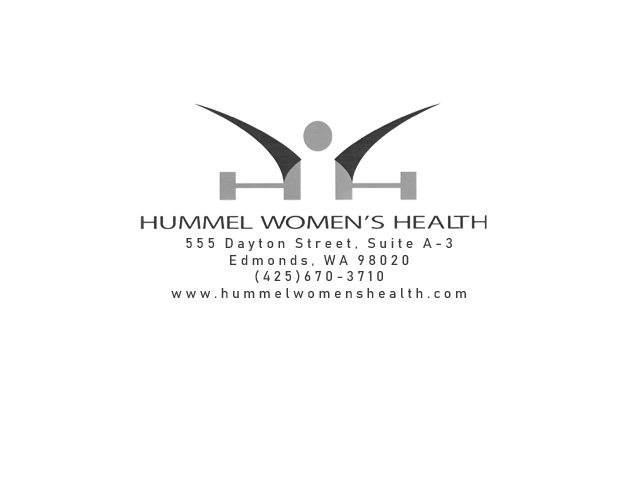 HUMMEL WOMEN'S HEALTH
555 Dayton Street, Suite A-3
Edmonds, WA 98020
(425)670-3710
www.hummelwomenshealth.com